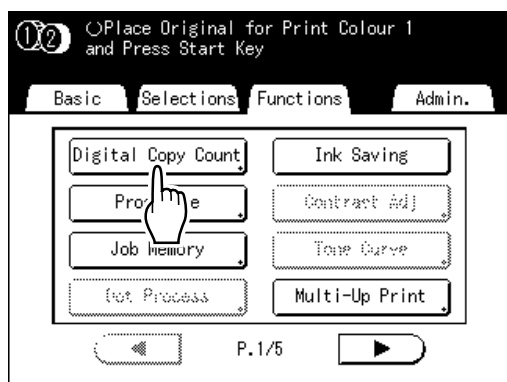 ①② Place Original for Print Colour 1
and Press Start Key
Basic Selections Functions Admin.
Digital Copy Count Ink Saving
Contrast Adj
Job Memory Tone Curve
Dot Process Multi-Up Print
P.1/5